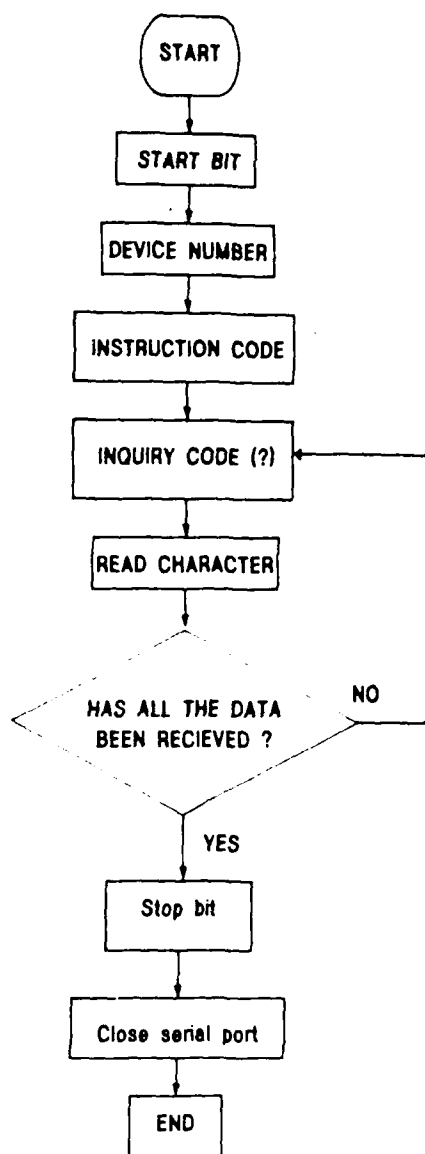 START
START BIT
DEVICE NUMBER
INSTRUCTION CODE
INQUIRY CODE (?)
READ CHARACTER
HAS ALL THE DATA
BEEN RECIEVED ?
NO
YES
Stop bit
Close serial port
END